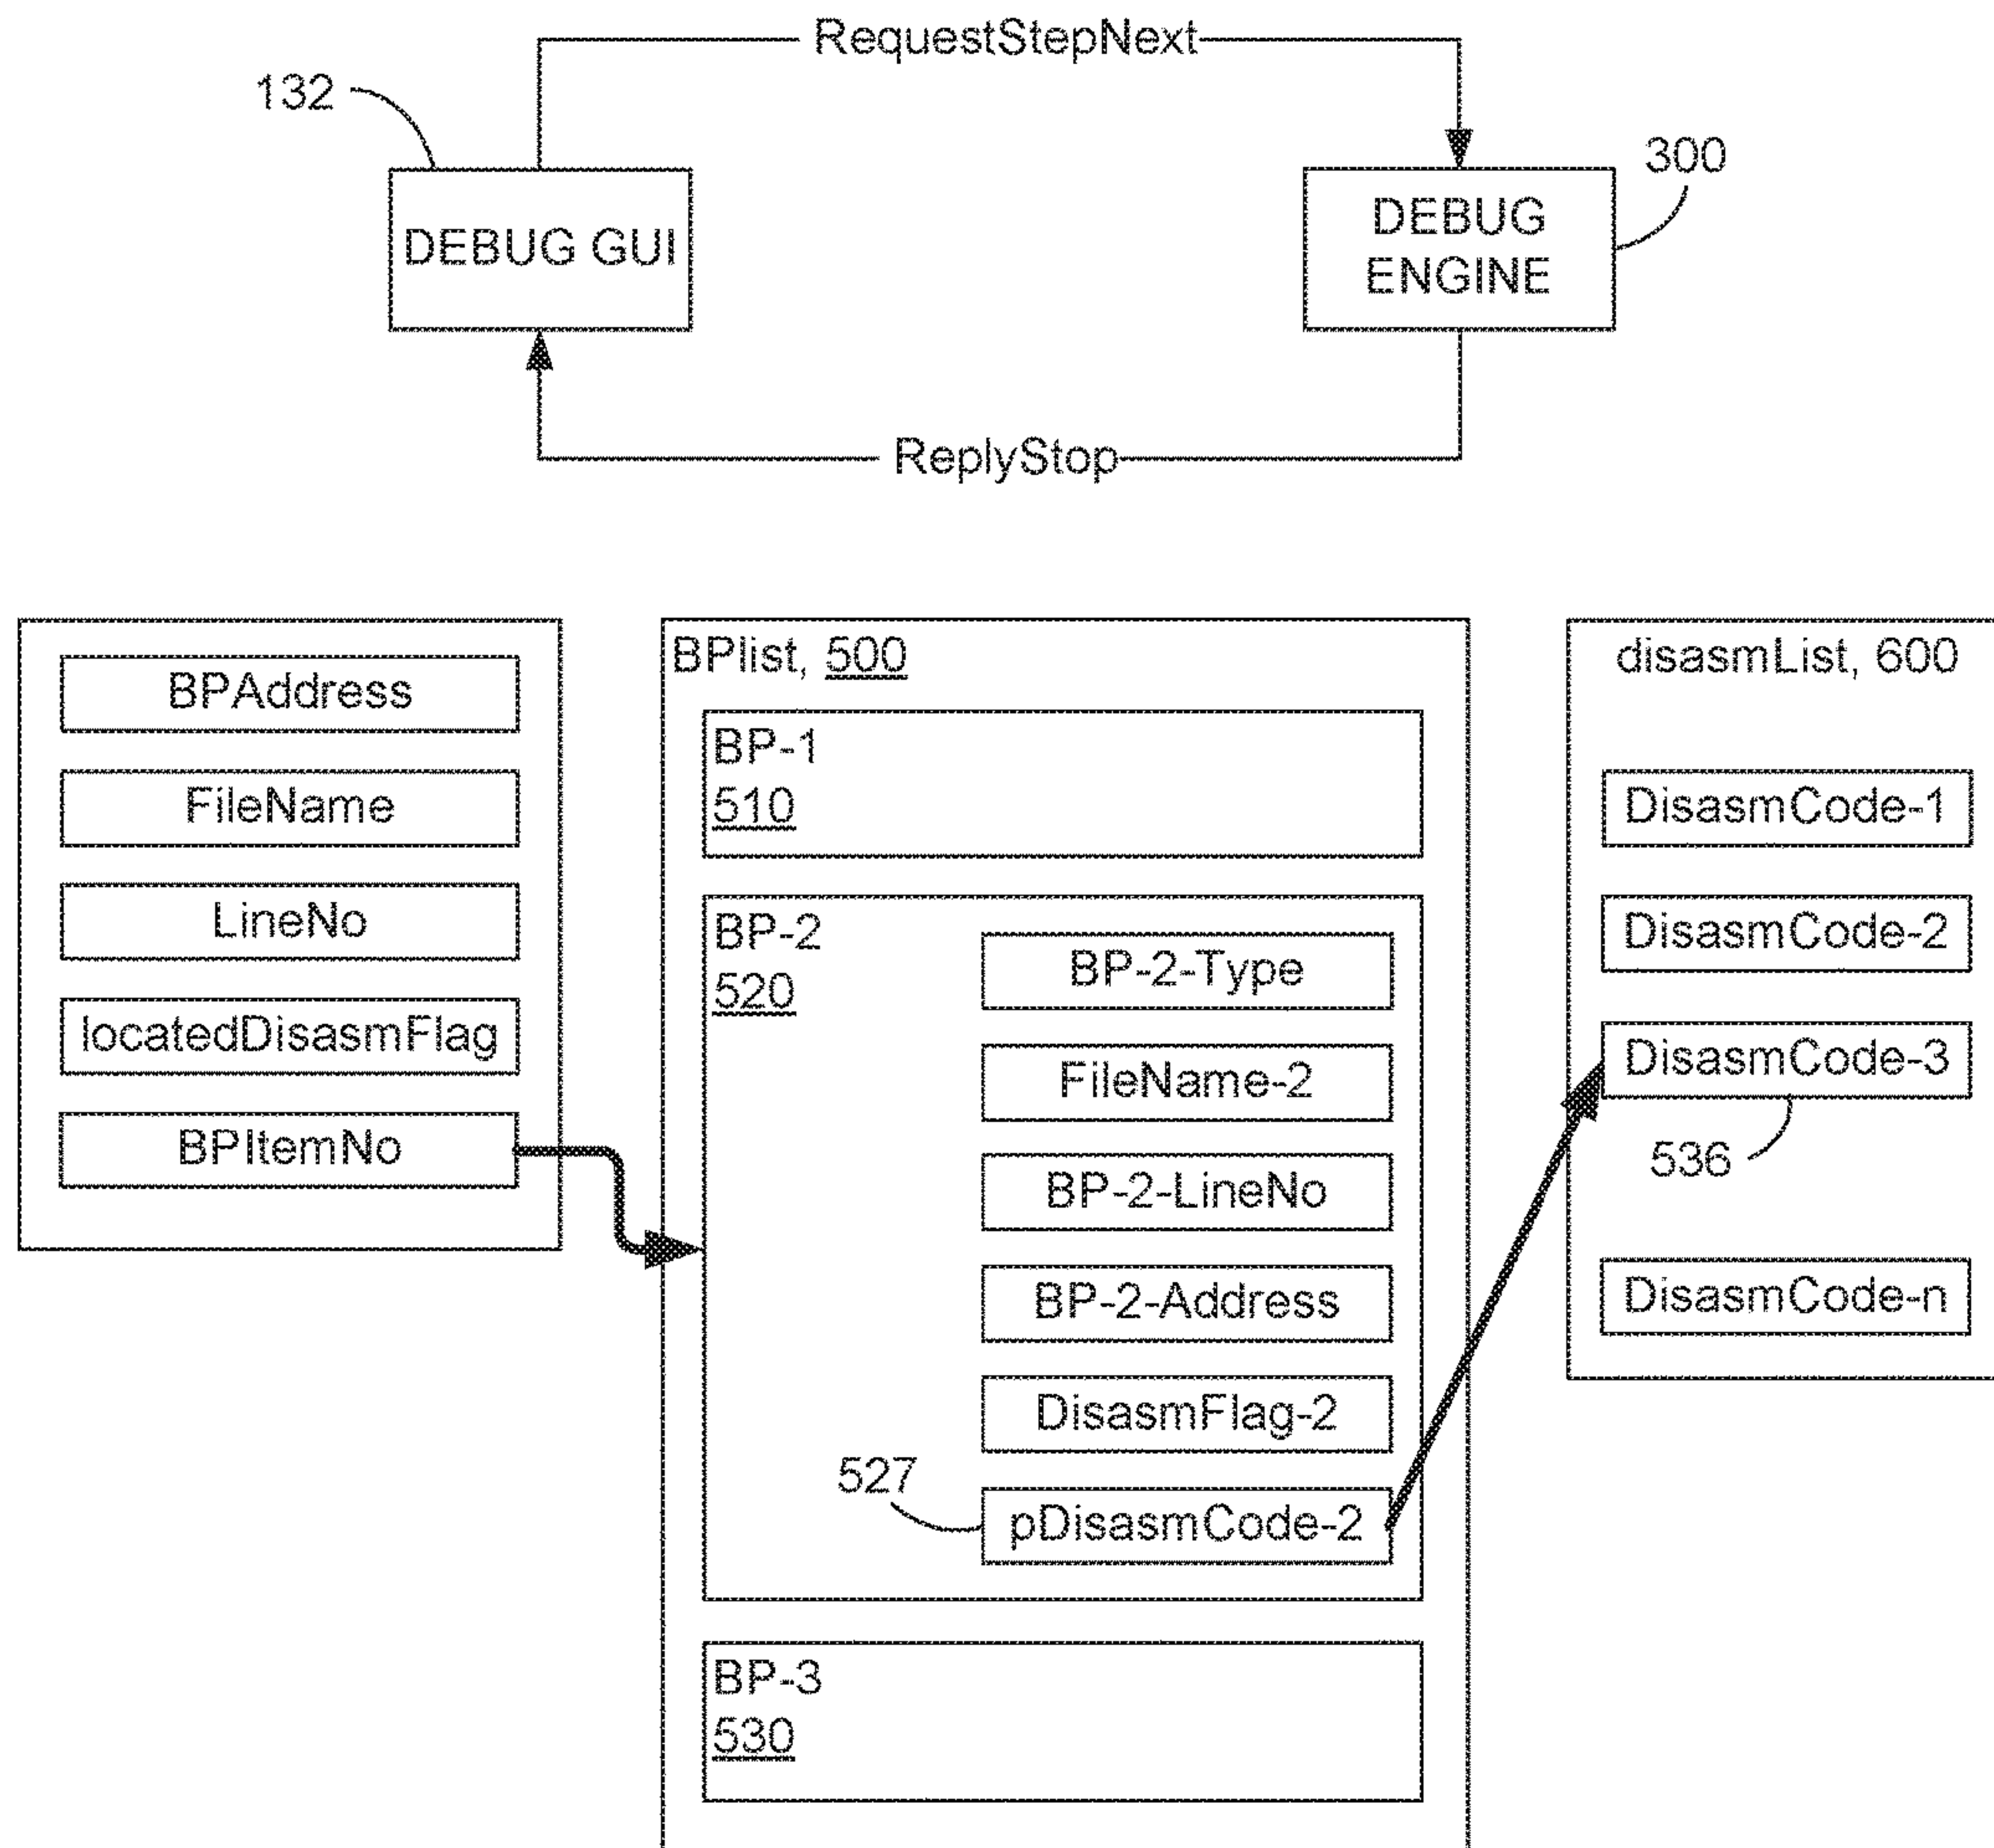 RequestStepNext
132
300
DEBUG GUI
DEBUG
ENGINE
ReplyStop
BPAddress
FileName
LineNo
locatedDisasmFlag
BPItemNo
BPlist, 500
BP-1
510
BP-2
520
BP-2-Type
FileName-2
BP-2-LineNo
BP-2-Address
DisasmFlag-2
527
pDisasmCode-2
BP-3
530
disasmList, 600
DisasmCode-1
DisasmCode-2
DisasmCode-3
536
DisasmCode-n